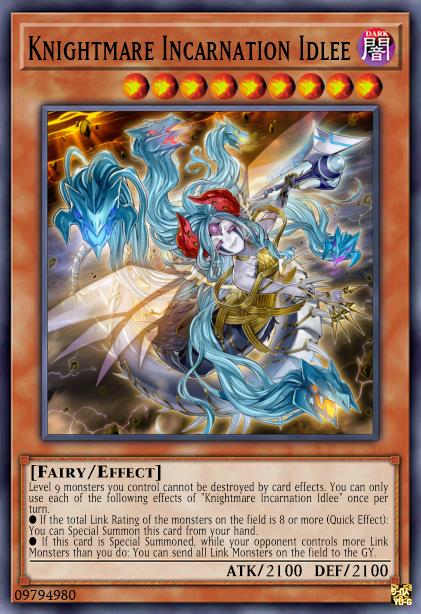 KNIGHTMARE INCARNATION IDLEE
DARK
闇
[FAIRY/EFFECT]
Level 9 monsters you control cannot be destroyed by card effects. You can only
use each of the following effects of "Knightmare Incarnation Idlee" once per
turn.
● If the total Link Rating of the monsters on the field is 8 or more (Quick Effect):
You can Special Summon this card from your hand.
● If this card is Special Summoned, while your opponent controls more Link
Monsters than you do: You can send all Link Monsters on the field to the GY.
ATK/2100 DEF/2100
09794980